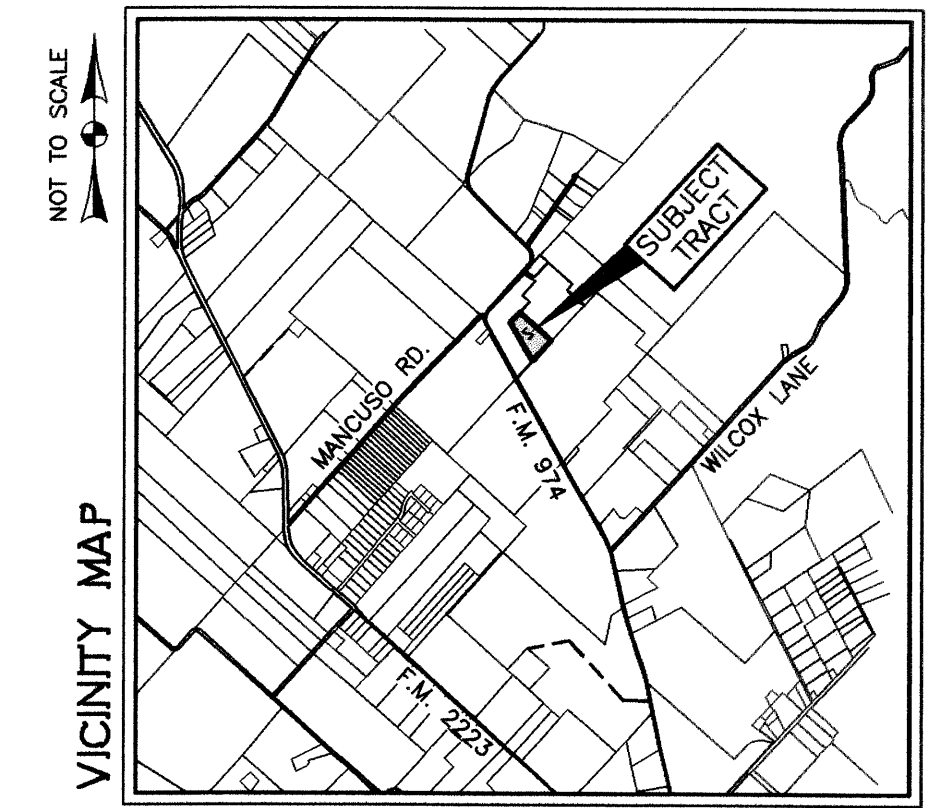 VICINITY MAP
NOT TO SCALE
SUBJECT
TRACT
MANCUSO RD.
F.M. 974
WILCOX LANE
F.M. 2223